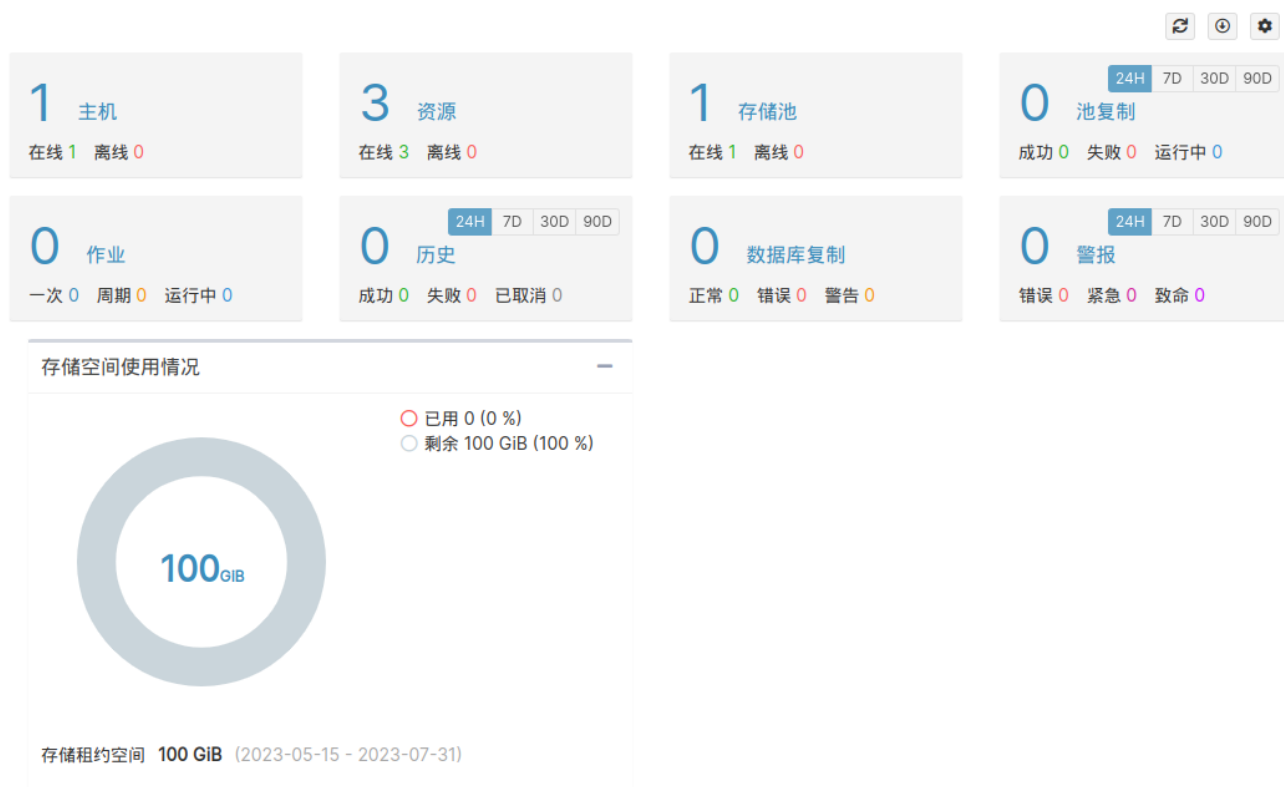 1 主机
在线 1 离线 0
3 资源
在线 3 离线 0
1 存储池
在线 1 离线 0
24H 7D 30D 90D
0 池复制
成功 0 失败 0 运行中 0
0 作业
一次 0 周期 0 运行中 0
24H 7D 30D 90D
0 历史
成功 0 失败 0 已取消 0
0 数据库复制
正常 0 错误 0 警告 0
24H 7D 30D 90D
0 警报
错误 0 紧急 0 致命 0
存储空间使用情况
已用 0 (0 %)
剩余 100 GiB (100 %)
100GiB
存储租约空间 100 GiB (2023-05-15 - 2023-07-31)